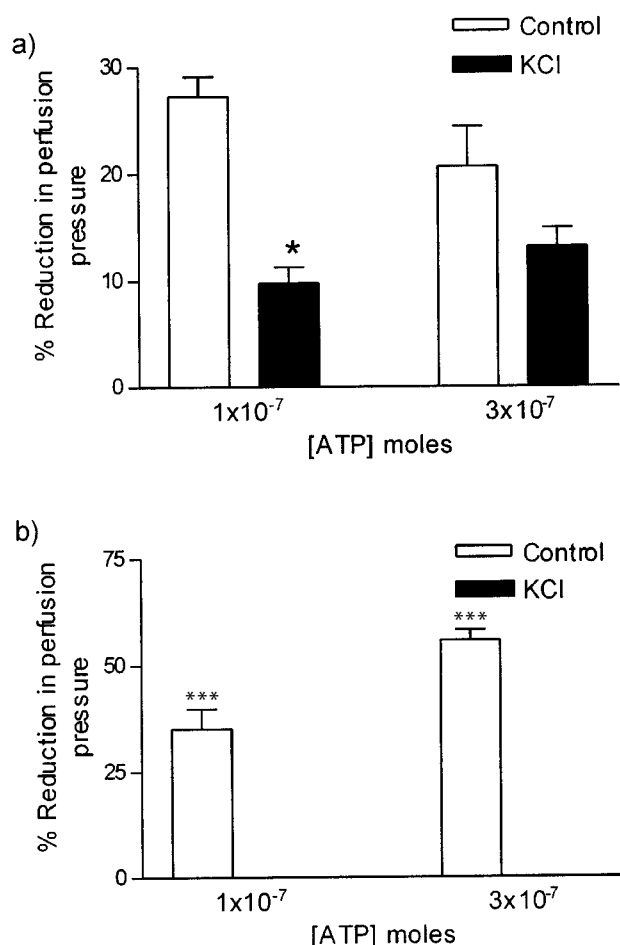 a)
Control
KCl
% Reduction in perfusion
pressure
30
20
10
0
*
1x10-7
3x10-7
[ATP] moles
b)
Control
KCl
% Reduction in perfusion
pressure
75
50
25
0
***
***
1x10-7
3x10-7
[ATP] moles